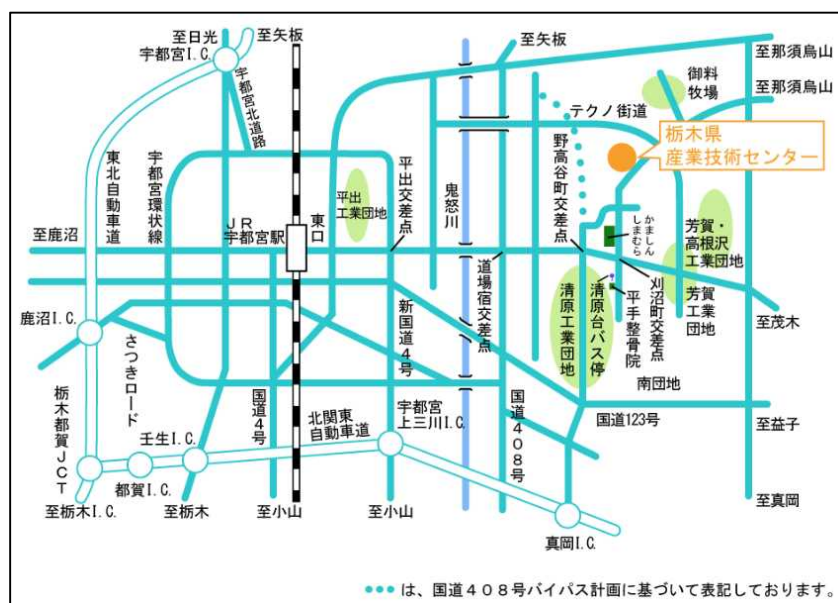 至日光
宇都宮I.C.
至矢板
宇都宮北道路
東北自動車道
宇都宮環状線
至矢板
至那須烏山
至那須烏山
御料
牧場
テクノ街道
栃木県
産業技術センター
野高谷町交差点
平出
工業団地
平出交差点
鬼怒川
JR
宇都宮駅
東口
至鹿沼
かましん
しまむら
芳賀・
高根沢
工業団地
芳賀
工業
団地
道場宿交差点
清原工業団地
清原台バス停
平手整骨院
刈沼町交差点
至茂木
鹿沼I.C.
さつきロード
新国道4号
南団地
国道123号
至益子
栃木都賀JCT
壬生I.C.
都賀I.C.
国道4号
北関東
自動車道
宇都宮
上三川I.C.
国道408号
至真岡
至栃木I.C.
至栃木
至小山
至小山
真岡I.C.
●●● は、国道408号バイパス計画に基づいて表記しております。